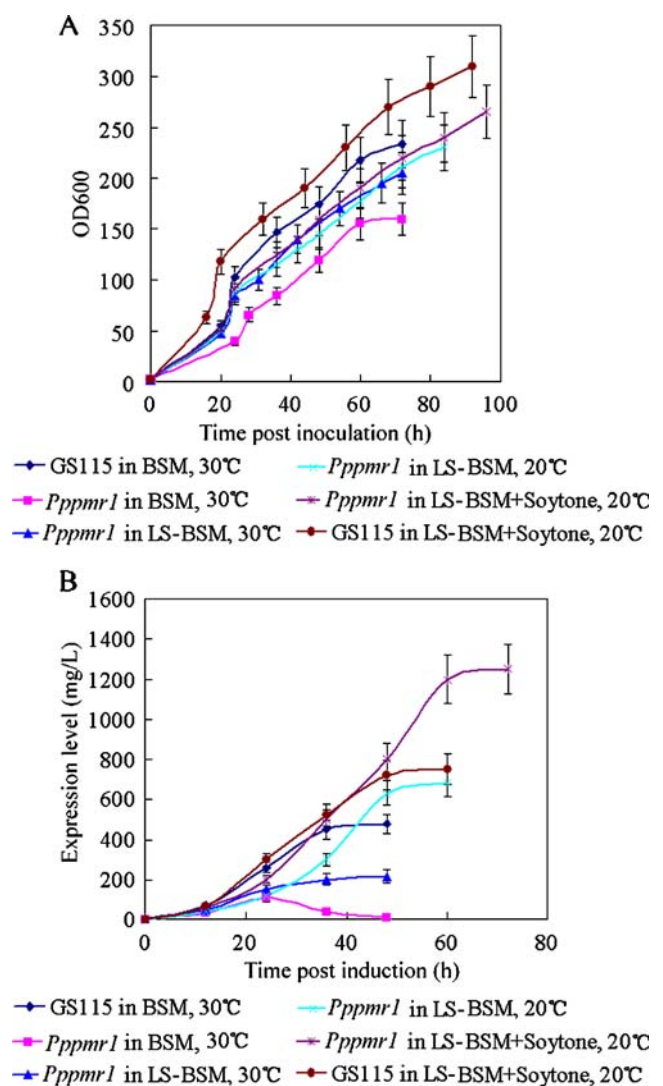 A
350
300
250
200
150
100
50
0
OD600
0 20 40 60 80 100
Time post inoculation (h)
GS115 in BSM, 30℃ Pppmr1 in LS-BSM, 20℃
Pppmr1 in BSM, 30℃ Pppmr1 in LS-BSM+Soytone, 20℃
Pppmr1 in LS-BSM, 30℃ GS115 in LS-BSM+Soytone, 20℃
B
1600
1400
1200
1000
800
600
400
200
0
Expression level (mg/L)
0 20 40 60 80
Time post induction (h)
GS115 in BSM, 30℃ Pppmr1 in LS-BSM, 20℃
Pppmr1 in BSM, 30℃ Pppmr1 in LS-BSM+Soytone, 20℃
Pppmr1 in LS-BSM, 30℃ GS115 in LS-BSM+Soytone, 20℃